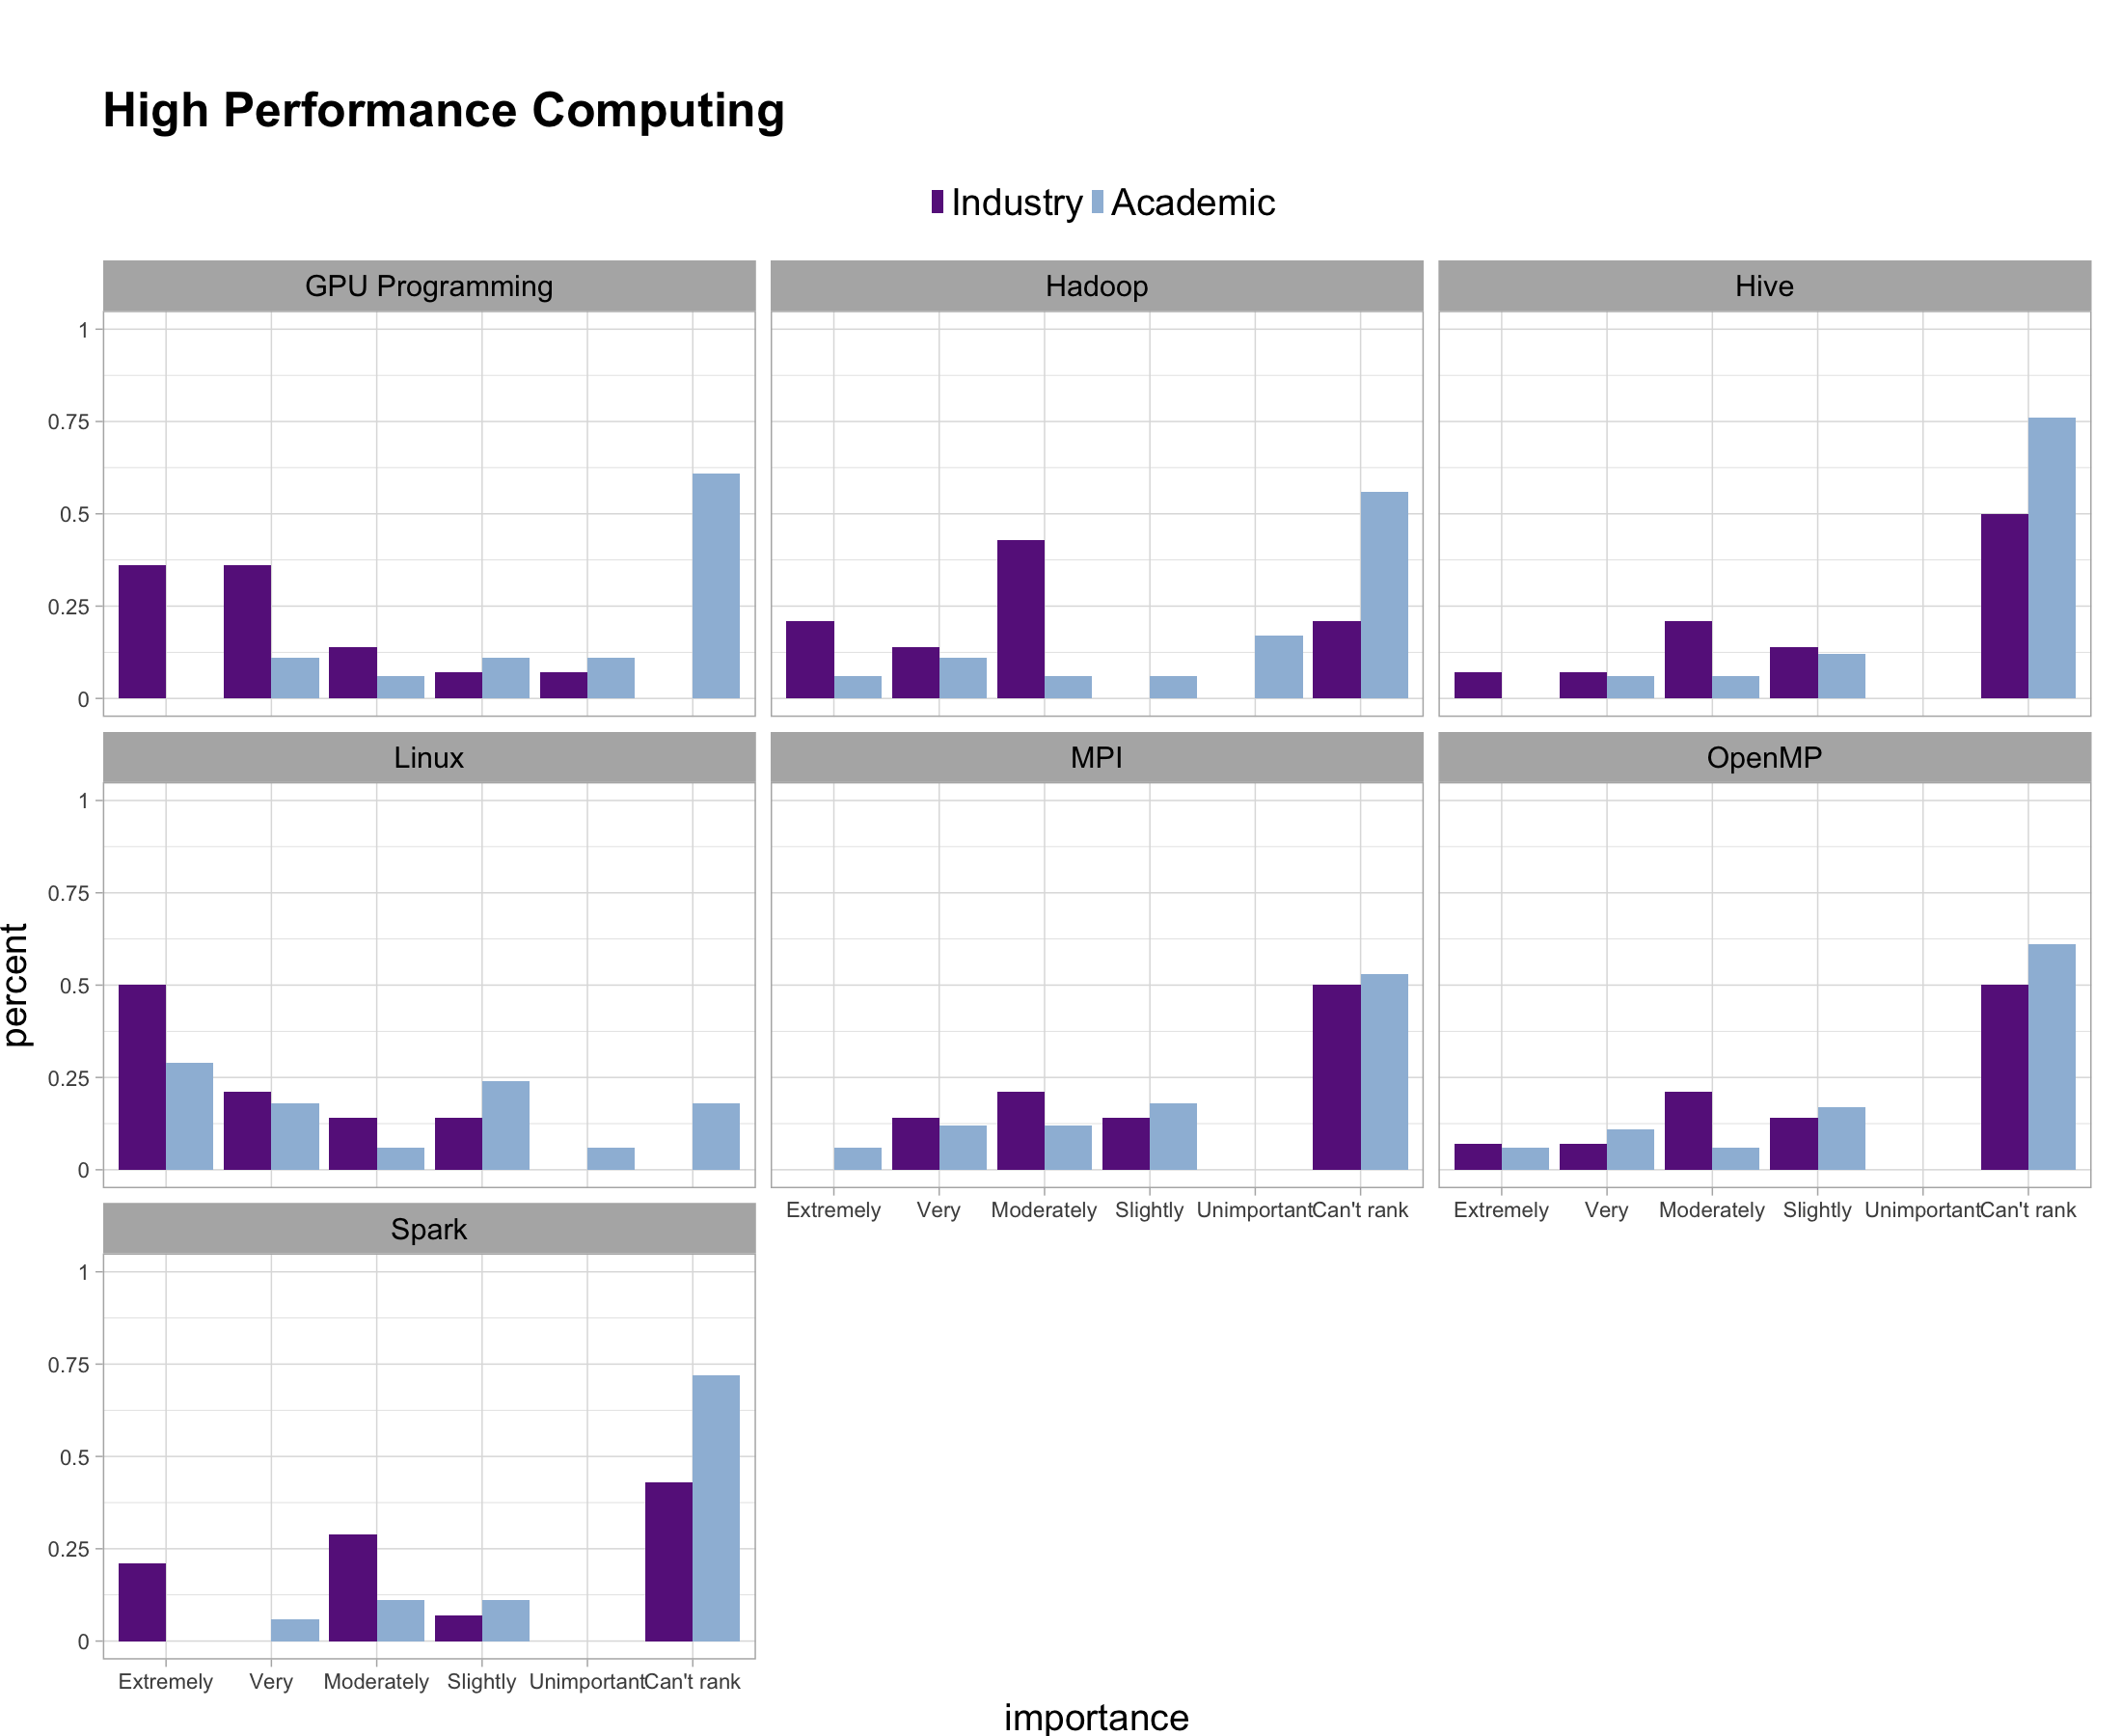 High Performance Computing
Industry Academic
GPU Programming Hadoop Hive
1
0.75
0.5
0.25
0
Linux MPI OpenMP
1
0.75
0.5
0.25
0
percent
Extremely Very Moderately Slightly Unimportant Can't rank Extremely Very Moderately Slightly Unimportant Can't rank
Spark
1
0.75
0.5
0.25
0
Extremely Very Moderately Slightly Unimportant Can't rank
importance